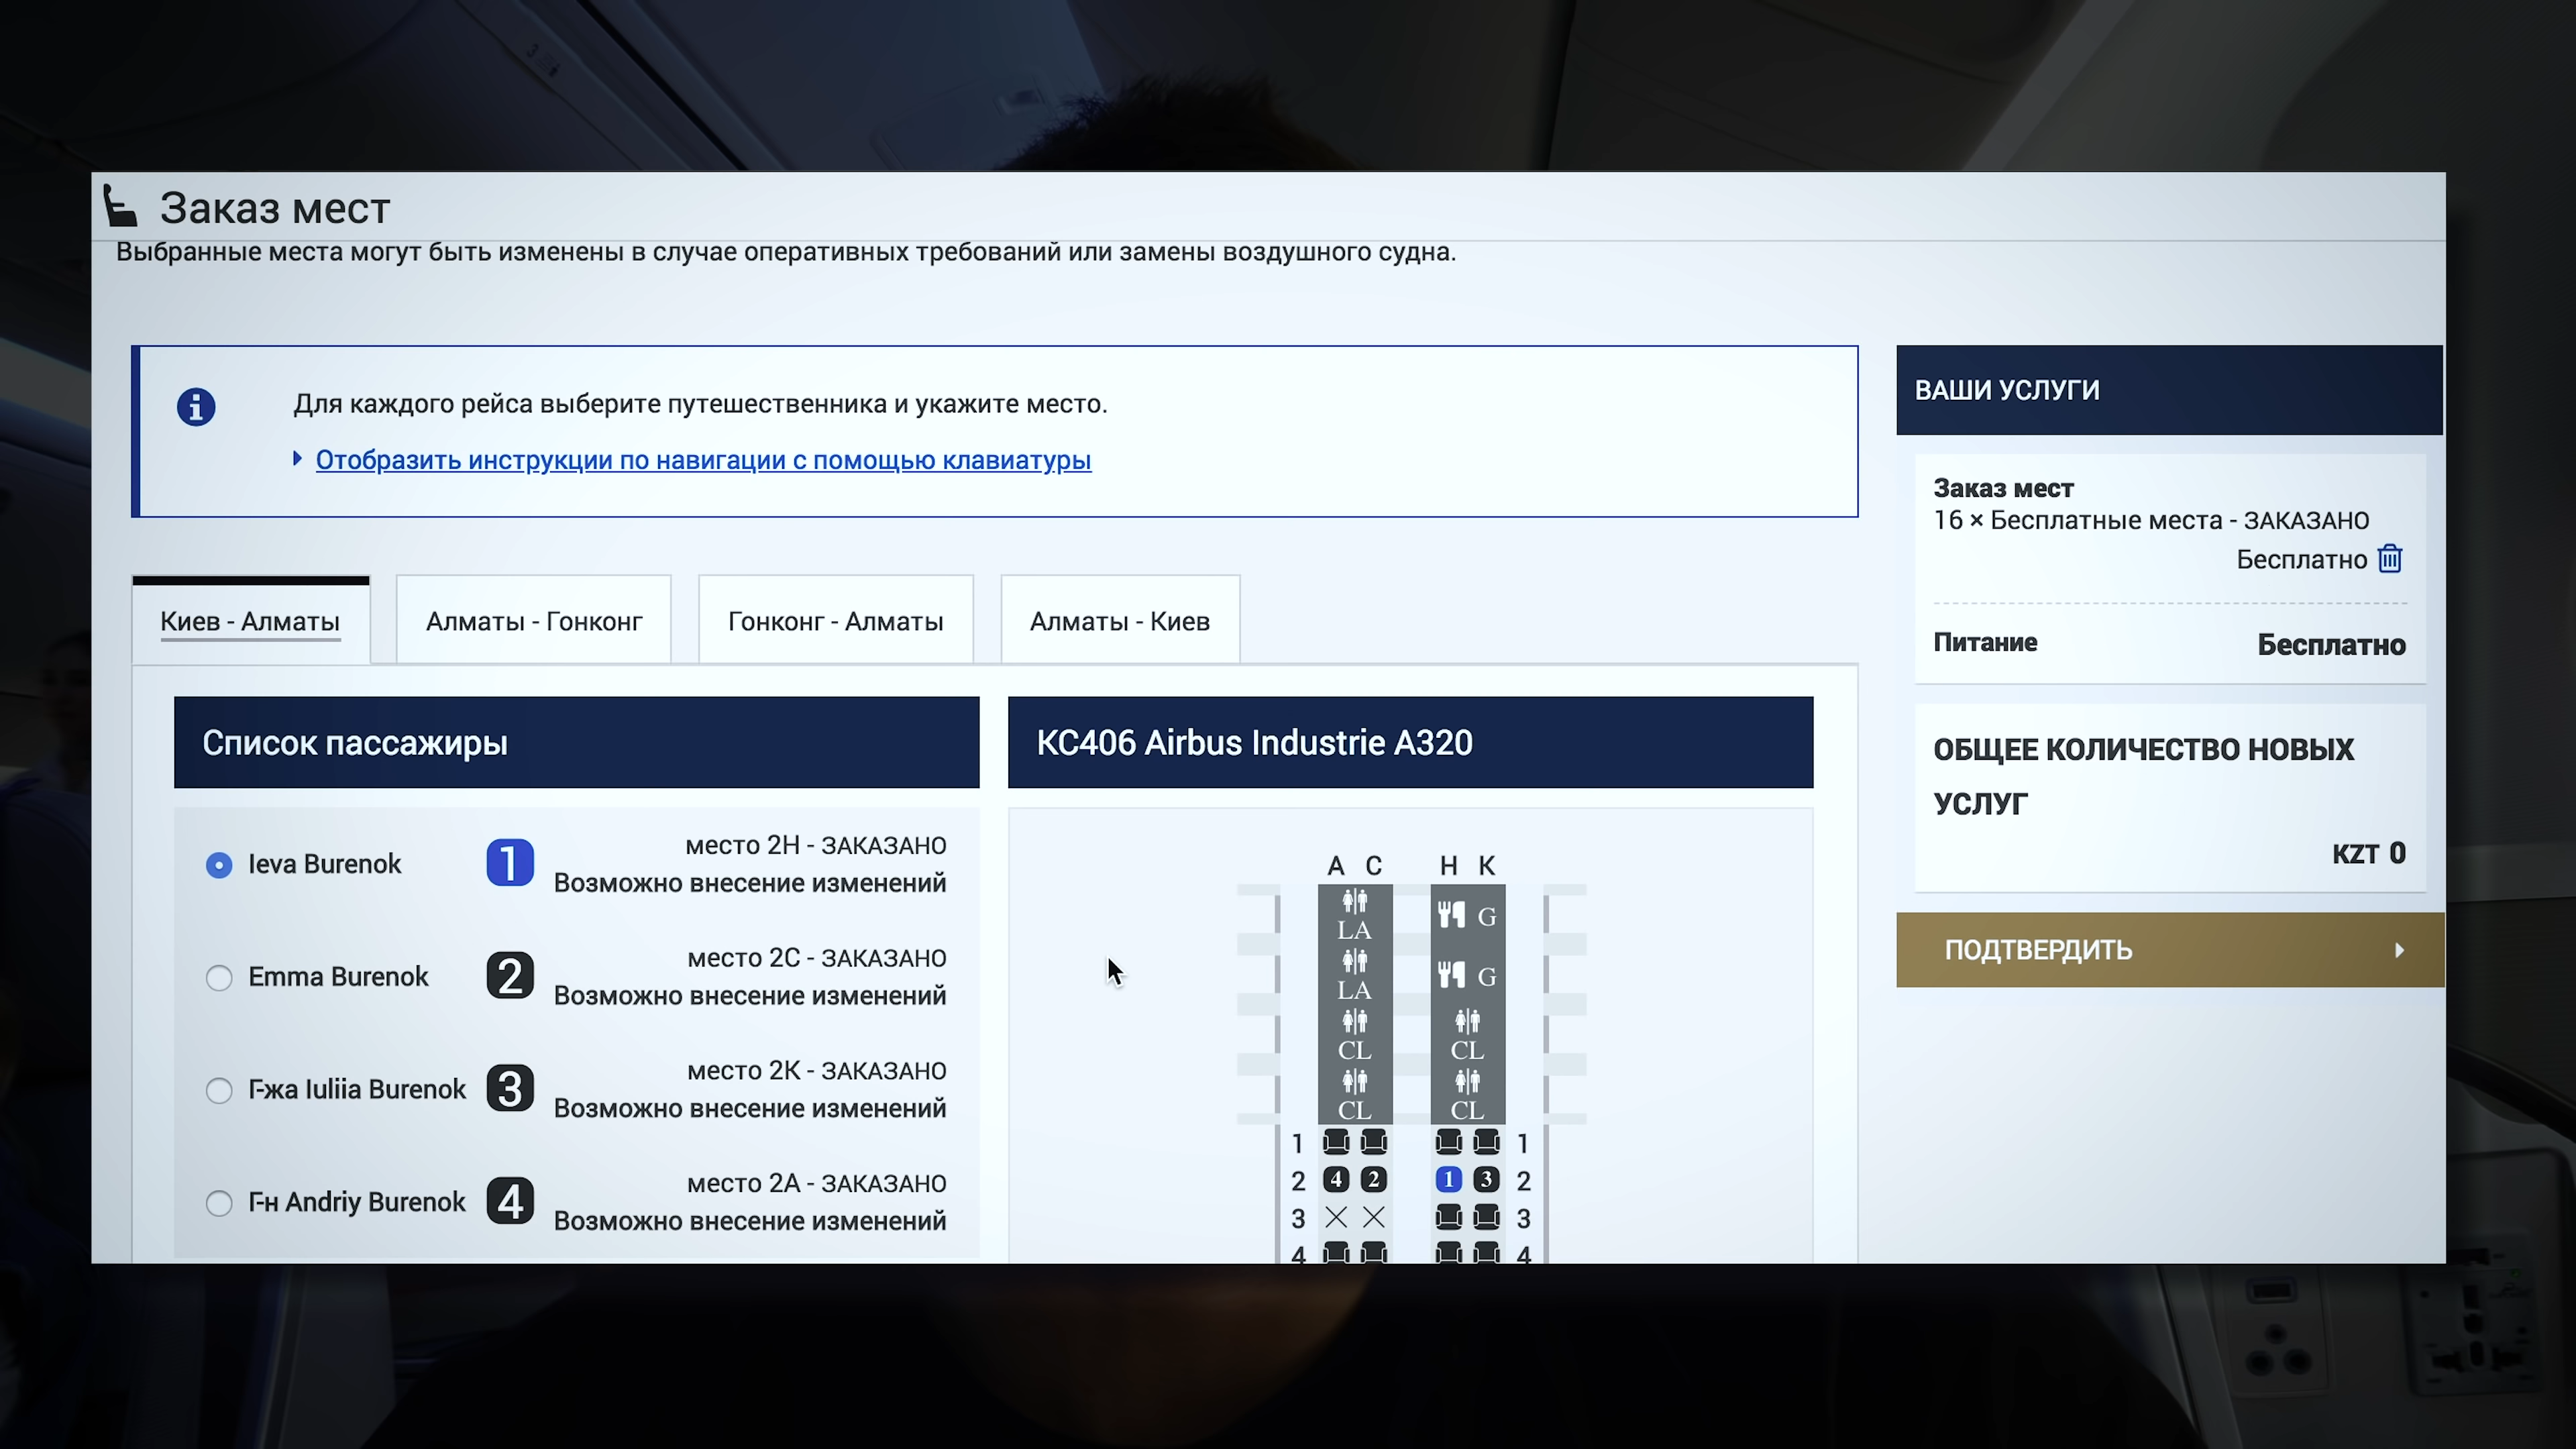 Заказ мест
Выбранные места могут быть изменены в случае оперативных требований или замены воздушного судна.
Для каждого рейса выберите путешественника и укажите место.
Отобразить инструкции по навигации с помощью клавиатуры
Киев - Алматы
Алматы - Гонконг
Гонконг - Алматы
Алматы - Киев
Список пассажиры
Ieva Burenok
1
место 2H - ЗАКАЗАНО
Возможно внесение изменений
Emma Burenok
2
место 2C - ЗАКАЗАНО
Возможно внесение изменений
Г-жа Iuliia Burenok
3
место 2K - ЗАКАЗАНО
Возможно внесение изменений
Г-н Andriy Burenok
4
место 2A - ЗАКАЗАНО
Возможно внесение изменений
KC406 Airbus Industrie A320
A C H K
G
LA
G
LA
CL CL
CL CL
1 1
2 4 2 1 3 2
3 3
4 4
ВАШИ УСЛУГИ
Заказ мест
16 × Бесплатные места - ЗАКАЗАНО
Бесплатно
Питание Бесплатно
ОБЩЕЕ КОЛИЧЕСТВО НОВЫХ
УСЛУГ
KZT 0
ПОДТВЕРДИТЬ